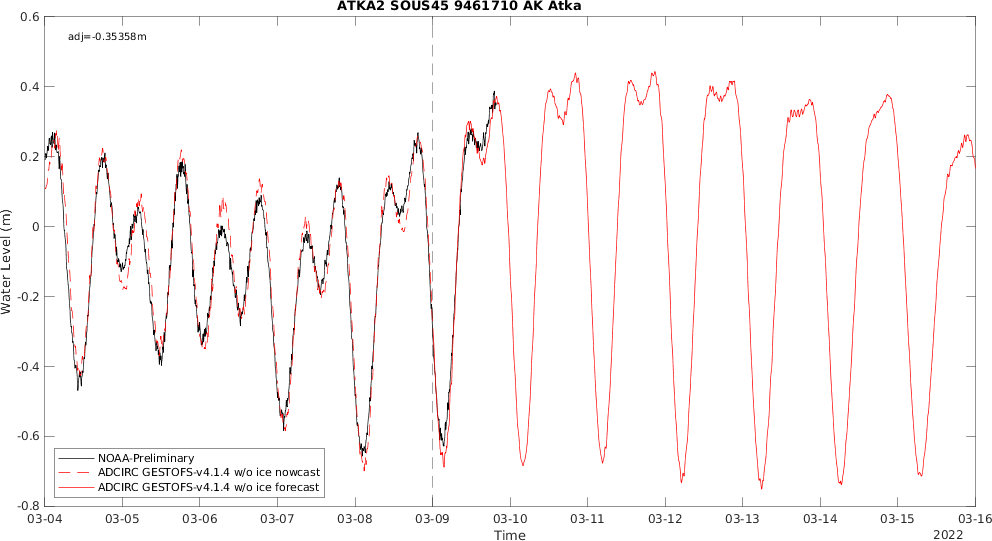 ATKA2 SOUS45 9461710 AK Atka
adj=-0.35358m
Water Level (m)
0.6
0.4
0.2
0
-0.2
-0.4
-0.6
-0.8
NOAA-Preliminary
ADCIRC GESTOFS-v4.1.4 w/o ice nowcast
ADCIRC GESTOFS-v4.1.4 w/o ice forecast
03-04 03-05 03-06 03-07 03-08 03-09 03-10 03-11 03-12 03-13 03-14 03-15 03-16
Time
2022